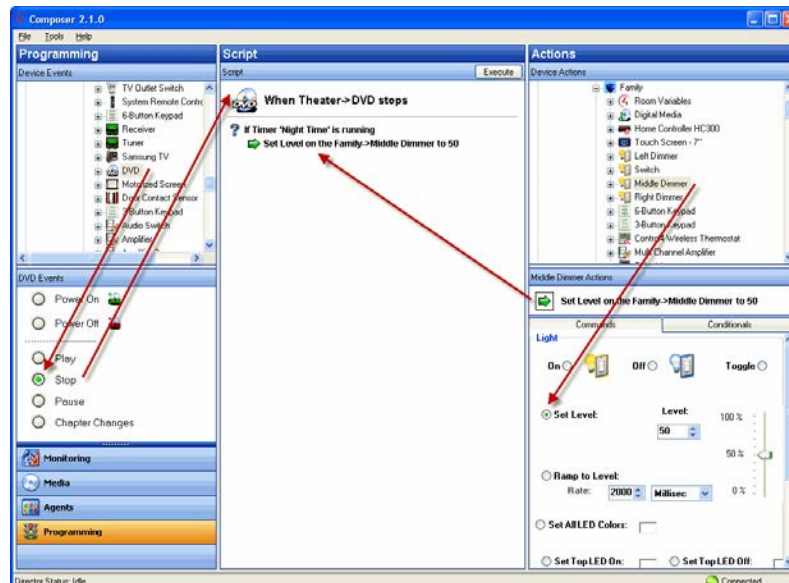 Composer 2.1.0
File Tools Help
Programming
Device Events
TV Outlet Switch
System Remote Contro
6-Button Keypad
Receiver
Tuner
Samsung TV
DVD
Motorized Screen
Door Contact Sensor
3-Button Keypad
Audio Switch
Amplifier
DVD Events
Power On
Power Off
Play
Stop
Pause
Chapter Changes
Monitoring
Media
Agents
Programming
Director Status: Idle
Script
Script Execute
DVD
When Theater->DVD stops
? If Timer 'Night Time' is running
Set Level on the Family->Middle Dimmer to 50
Actions
Device Actions
Family
Room Variables
Digital Media
Home Controller HC300
Touch Screen - 7"
Left Dimmer
Switch
Middle Dimmer
Right Dimmer
6-Button Keypad
3-Button Keypad
Control4 Wireless Thermostat
Multi Channel Amplifier
Middle Dimmer Actions
Set Level on the Family->Middle Dimmer to 50
Commands Conditionals
Light
On Off Toggle
Set Level: Level: 100 %
50
50 %
Ramp to Level:
Rate: 2000 Millisec 0 %
Set All LED Colors:
Set Top LED On: Set Top LED Off:
Connected